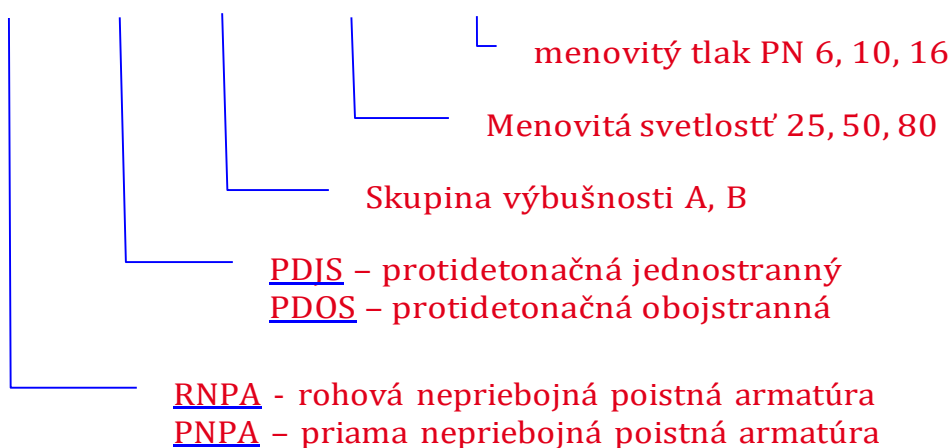 menovitý tlak PN 6, 10, 16
Menovitá svetlostť 25, 50, 80
Skupina výbušnosti A, B
PDJS – protidetonačná jednostranný
PDOS – protidetonačná obojstranná
RNPA - rohová nepriebojná poistná armatúra
PNPA – priama nepriebojná poistná armatúra